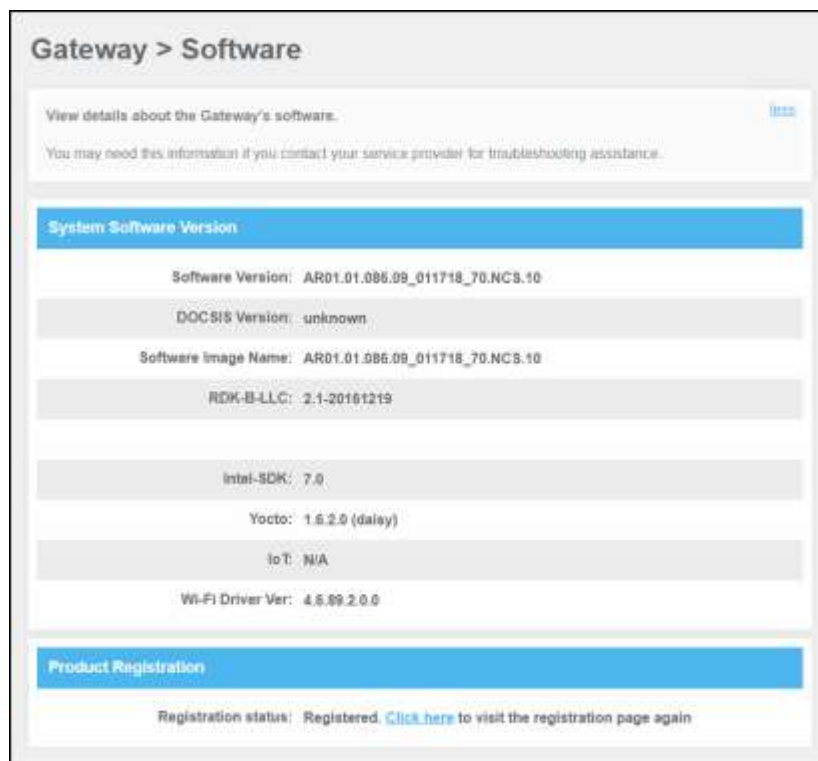 Gateway > Software
View details about the Gateway's software.
less
You may need this information if you contact your service provider for troubleshooting assistance.
System Software Version
Software Version: AR01.01.086.09_011718_70.NCS.10
DOCSIS Version: unknown
Software Image Name: AR01.01.086.09_011718_70.NCS.10
RDK-B-LLC: 2.1-20161219
Intel-SDK: 7.0
Yocto: 1.6.2.0 (daisy)
IoT: N/A
Wi-Fi Driver Ver: 4.6.89.2.0.0
Product Registration
Registration status: Registered. Click here to visit the registration page again